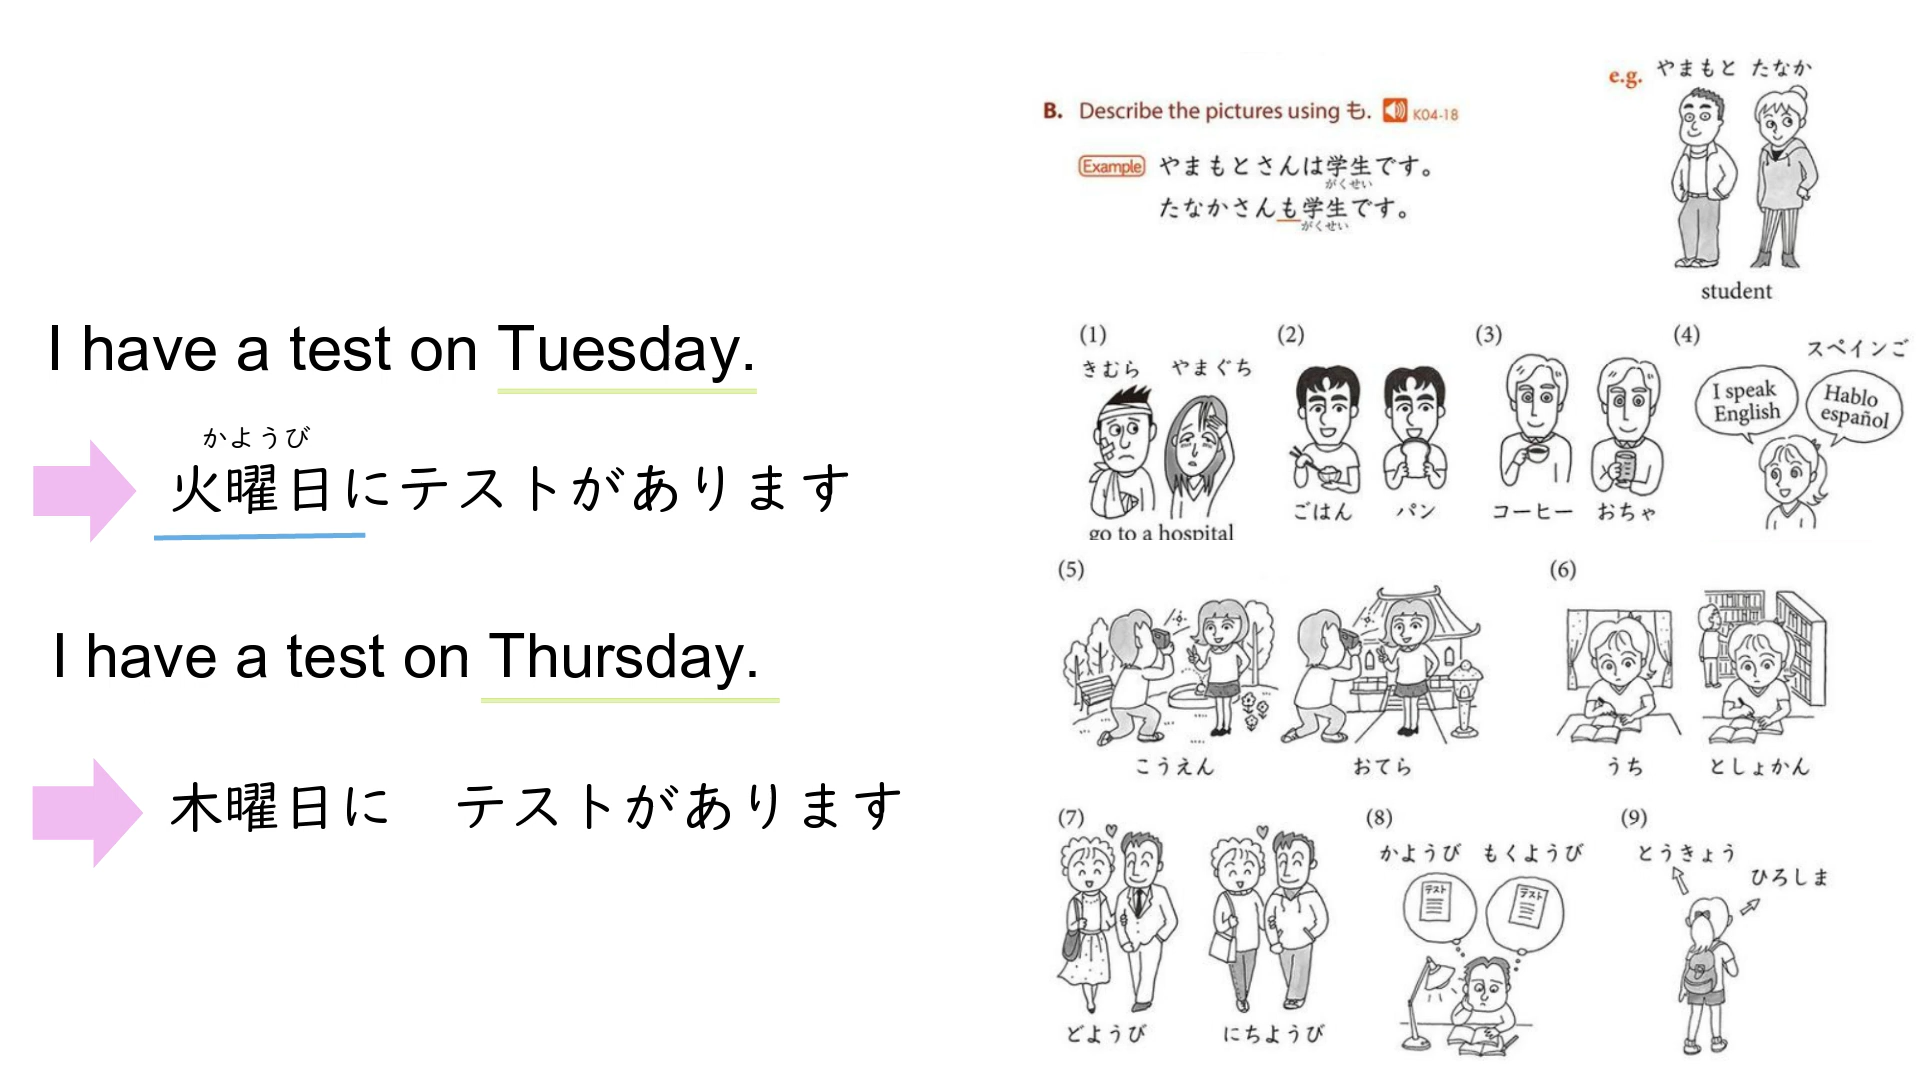 I have a test on Tuesday.
かようび
火曜日にテストがあります
I have a test on Thursday.
木曜日に　テストがあります
B. Describe the pictures using も. K04-18
Example やまもとさんは学生です。
がくせい
たなかさんも学生です。
がくせい
e.g. やまもと たなか
student
(1)
きむら やまぐち
go to a hospital
(2)
ごはん パン
(3)
コーヒー おちゃ
(4)
スペインご
I speak
English
Hablo
español
(5)
こうえん おてら
(6)
うち としょかん
(7)
どようび にちようび
(8)
かようび もくようび
テスト テスト
(9)
とうきょう
ひろしま